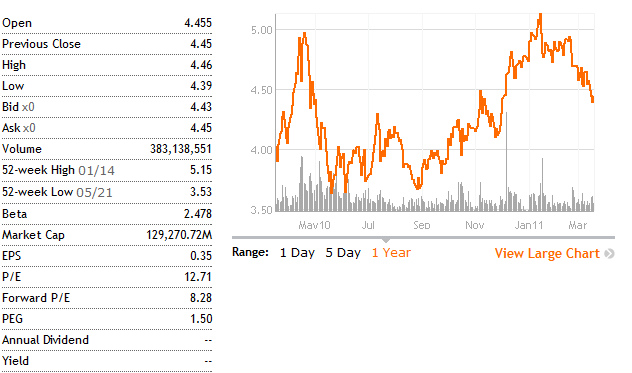 Open 4.455
Previous Close 4.45
High 4.46
Low 4.39
Bid x0 4.43
Ask x0 4.45
Volume 383,138,551
52-week High 01/14 5.15
52-week Low 05/21 3.53
Beta 2.478
Market Cap 129,270.72M
EPS 0.35
P/E 12.71
Forward P/E 8.28
PEG 1.50
Annual Dividend --
Yield --
5.00
4.50
4.00
3.50
May10 Jul Sep Nov Jan11 Mar
Range: 1 Day 5 Day 1 Year View Large Chart